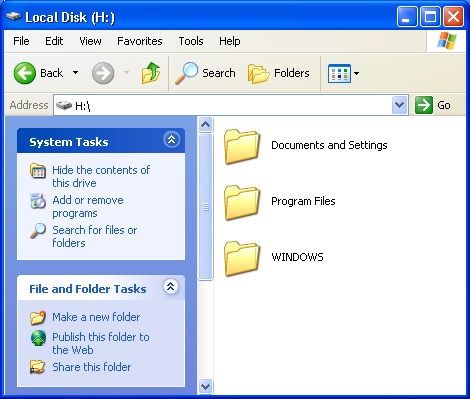 Local Disk (H:)
File Edit View Favorites Tools Help
Back Search Folders
Address H:\ Go
System Tasks
Hide the contents of
this drive
Add or remove
programs
Search for files or
folders
File and Folder Tasks
Make a new folder
Publish this folder to
the Web
Share this folder
Documents and Settings
Program Files
WINDOWS